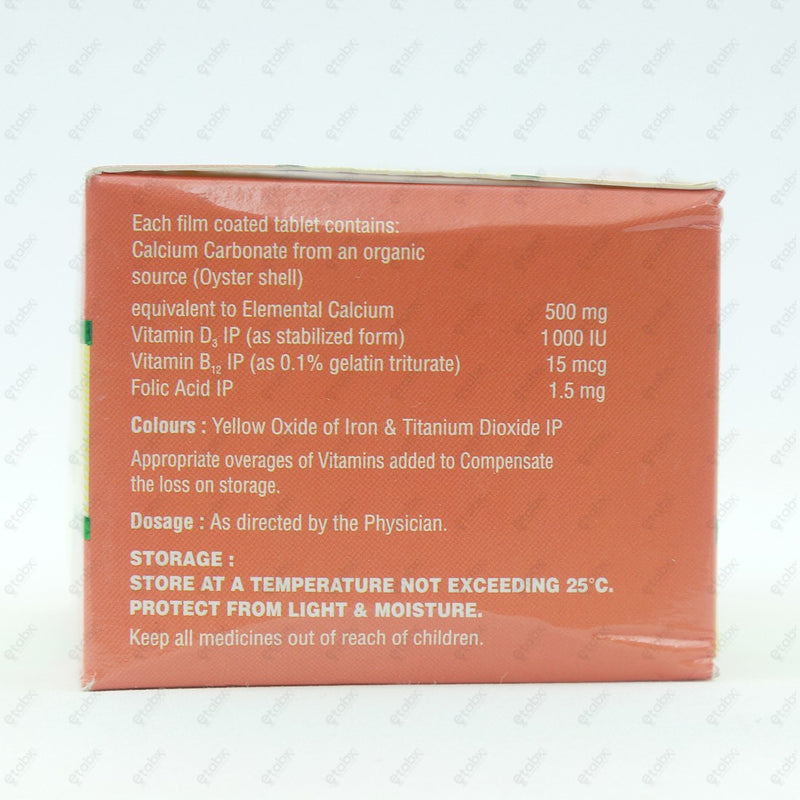 Each film coated tablet contains:
Calcium Carbonate from an organic
source (Oyster shell)
equivalent to Elemental Calcium 500 mg
Vitamin D3 IP (as stabilized form) 1000 IU
Vitamin B12 IP (as 0.1% gelatin triturate) 15 mcg
Folic Acid IP 1.5 mg
Colours : Yellow Oxide of Iron & Titanium Dioxide IP
Appropriate overages of Vitamins added to Compensate
the loss on storage.
Dosage : As directed by the Physician.
STORAGE :
STORE AT A TEMPERATURE NOT EXCEEDING 25°C.
PROTECT FROM LIGHT & MOISTURE.
Keep all medicines out of reach of children.